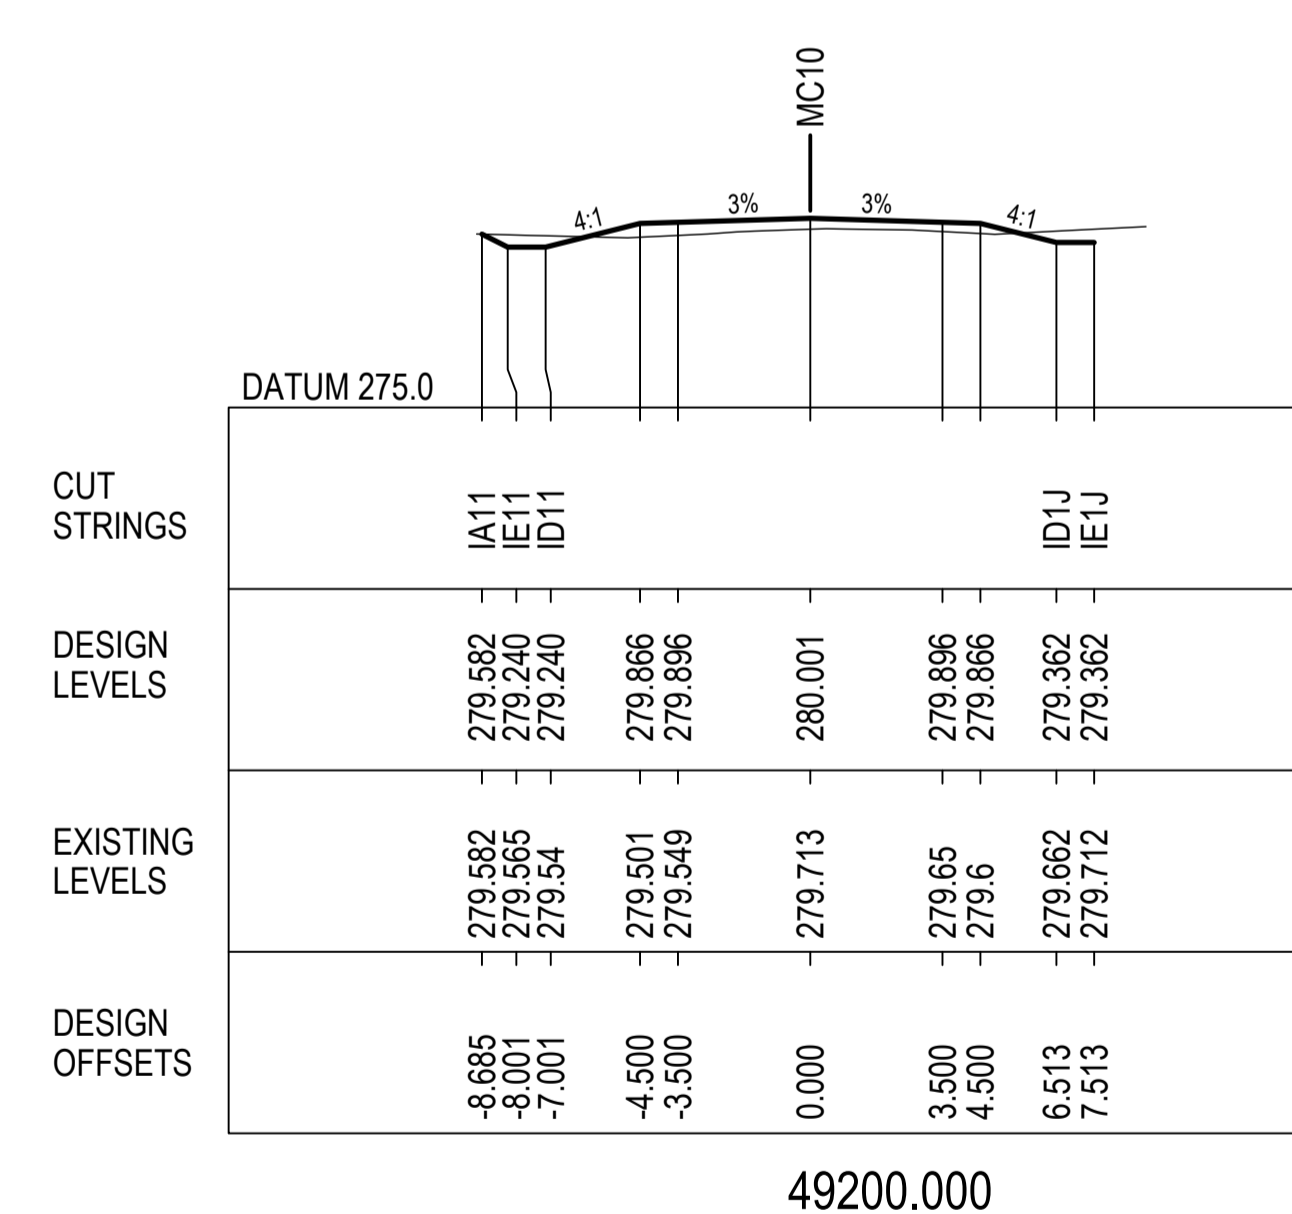 MC10
4:1
3%
3%
4:1
DATUM 275.0
CUT
STRINGS
IA11
IE11
ID11
ID1J
IE1J
DESIGN
LEVELS
279.582
279.240
279.240
279.866
279.896
280.001
279.896
279.866
279.362
279.362
EXISTING
LEVELS
279.582
279.565
279.54
279.501
279.549
279.713
279.65
279.6
279.662
279.712
DESIGN
OFFSETS
-8.685
-8.001
-7.001
-4.500
-3.500
0.000
3.500
4.500
6.513
7.513
49200.000